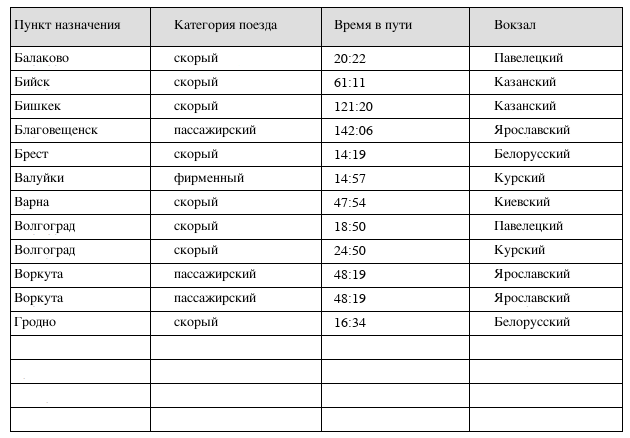 Пункт назначения Категория поезда Время в пути Вокзал
Балаково скорый 20:22 Павелецкий
Бийск скорый 61:11 Казанский
Бишкек скорый 121:20 Казанский
Благовещенск пассажирский 142:06 Ярославский
Брест скорый 14:19 Белорусский
Валуйки фирменный 14:57 Курский
Варна скорый 47:54 Киевский
Волгоград скорый 18:50 Павелецкий
Волгоград скорый 24:50 Курский
Воркута пассажирский 48:19 Ярославский
Воркута пассажирский 48:19 Ярославский
Гродно скорый 16:34 Белорусский